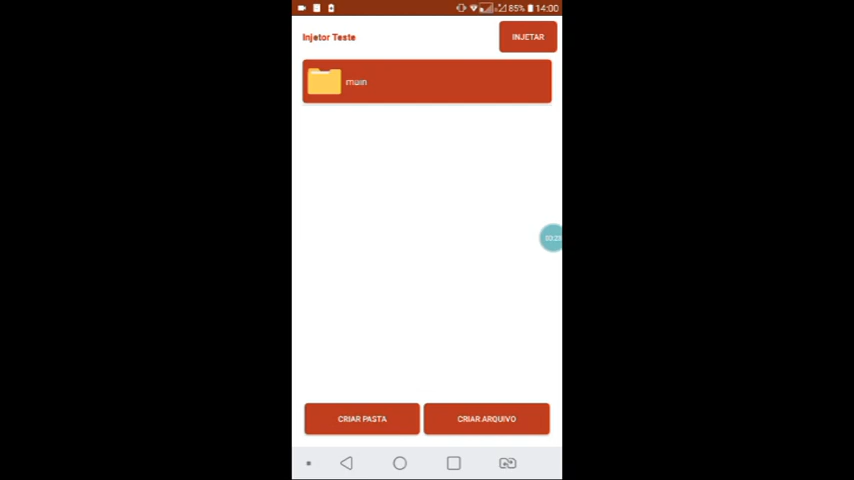 85% 14:00
Injetor Teste
INJETAR
muin
CRIAR PASTA
CRIAR ARQUIVO